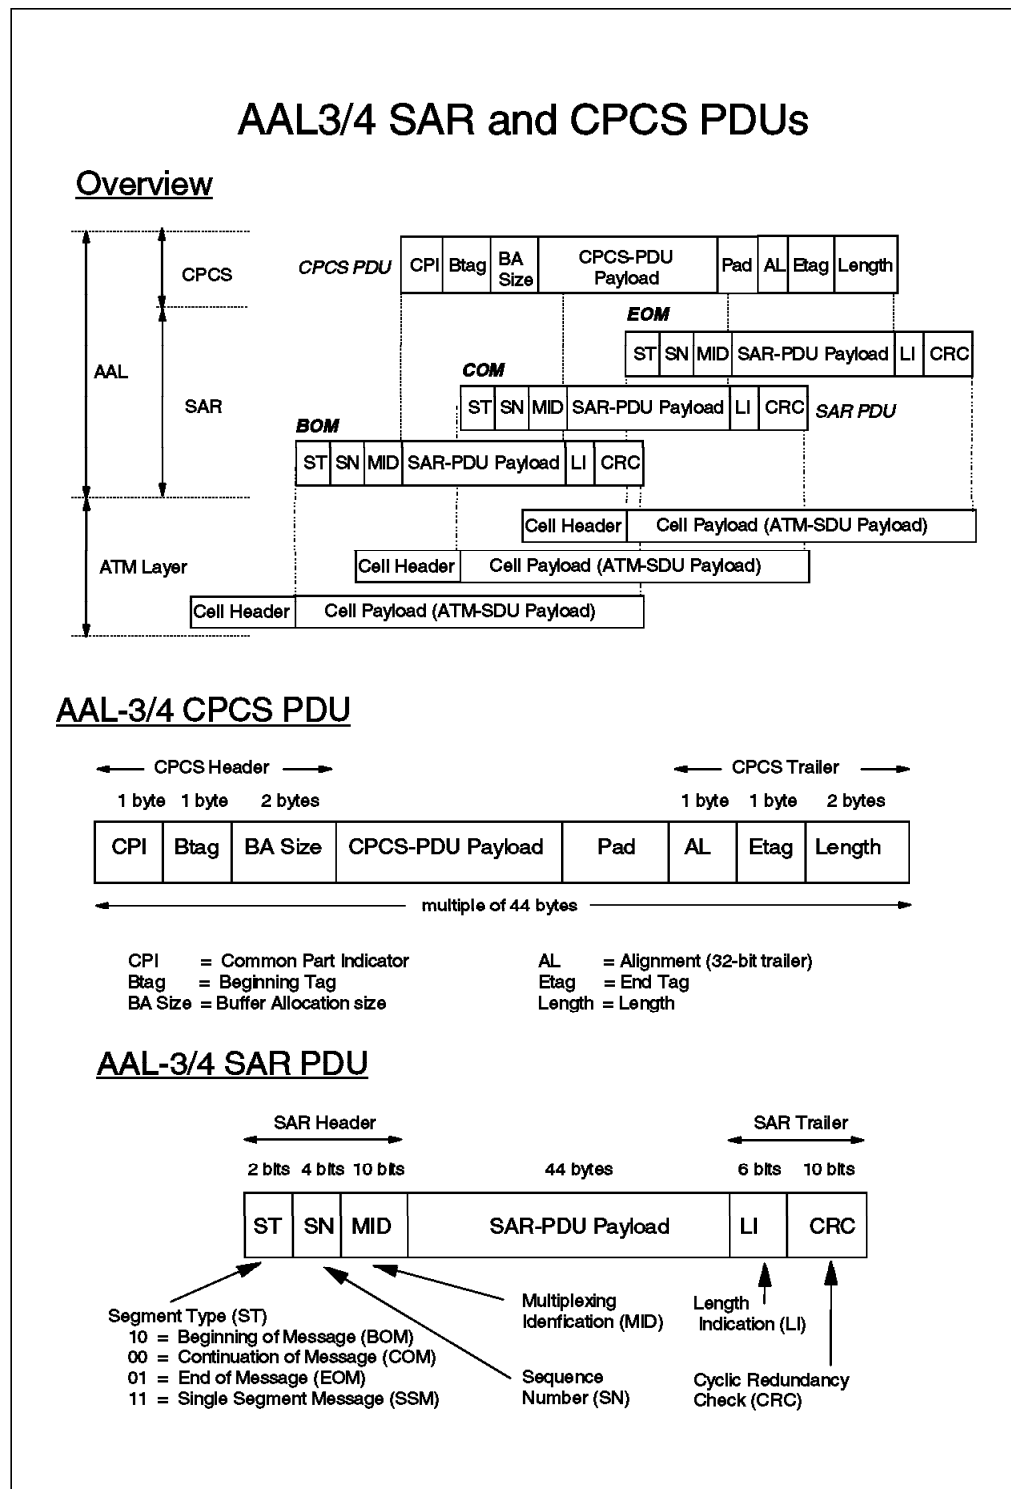 AAL3/4 SAR and CPCS PDUs
Overview
CPCS PDU CPI Btag BA Size CPCS-PDU Payload Pad AL Etag Length
CPCS
EOM
ST SN MID SAR-PDU Payload LI CRC
AAL
COM
SAR
ST SN MID SAR-PDU Payload LI CRC SAR PDU
BOM
ST SN MID SAR-PDU Payload LI CRC
Cell Header Cell Payload (ATM-SDU Payload)
ATM Layer
Cell Header Cell Payload (ATM-SDU Payload)
Cell Header Cell Payload (ATM-SDU Payload)
AAL-3/4 CPCS PDU
CPCS Header CPCS Trailer
1 byte 1 byte 2 bytes 1 byte 1 byte 2 bytes
CPI Btag BA Size CPCS-PDU Payload Pad AL Etag Length
multiple of 44 bytes
CPI = Common Part Indicator
Btag = Beginning Tag
BA Size = Buffer Allocation size
AL = Alignment (32-bit trailer)
Etag = End Tag
Length = Length
AAL-3/4 SAR PDU
SAR Header SAR Trailer
2 bits 4 bits 10 bits 44 bytes 6 bits 10 bits
ST SN MID SAR-PDU Payload LI CRC
Segment Type (ST)
10 = Beginning of Message (BOM)
00 = Continuation of Message (COM)
01 = End of Message (EOM)
11 = Single Segment Message (SSM)
Multiplexing
Idenfication (MID)
Sequence
Number (SN)
Length
Indication (LI)
Cyclic Redundancy
Check (CRC)